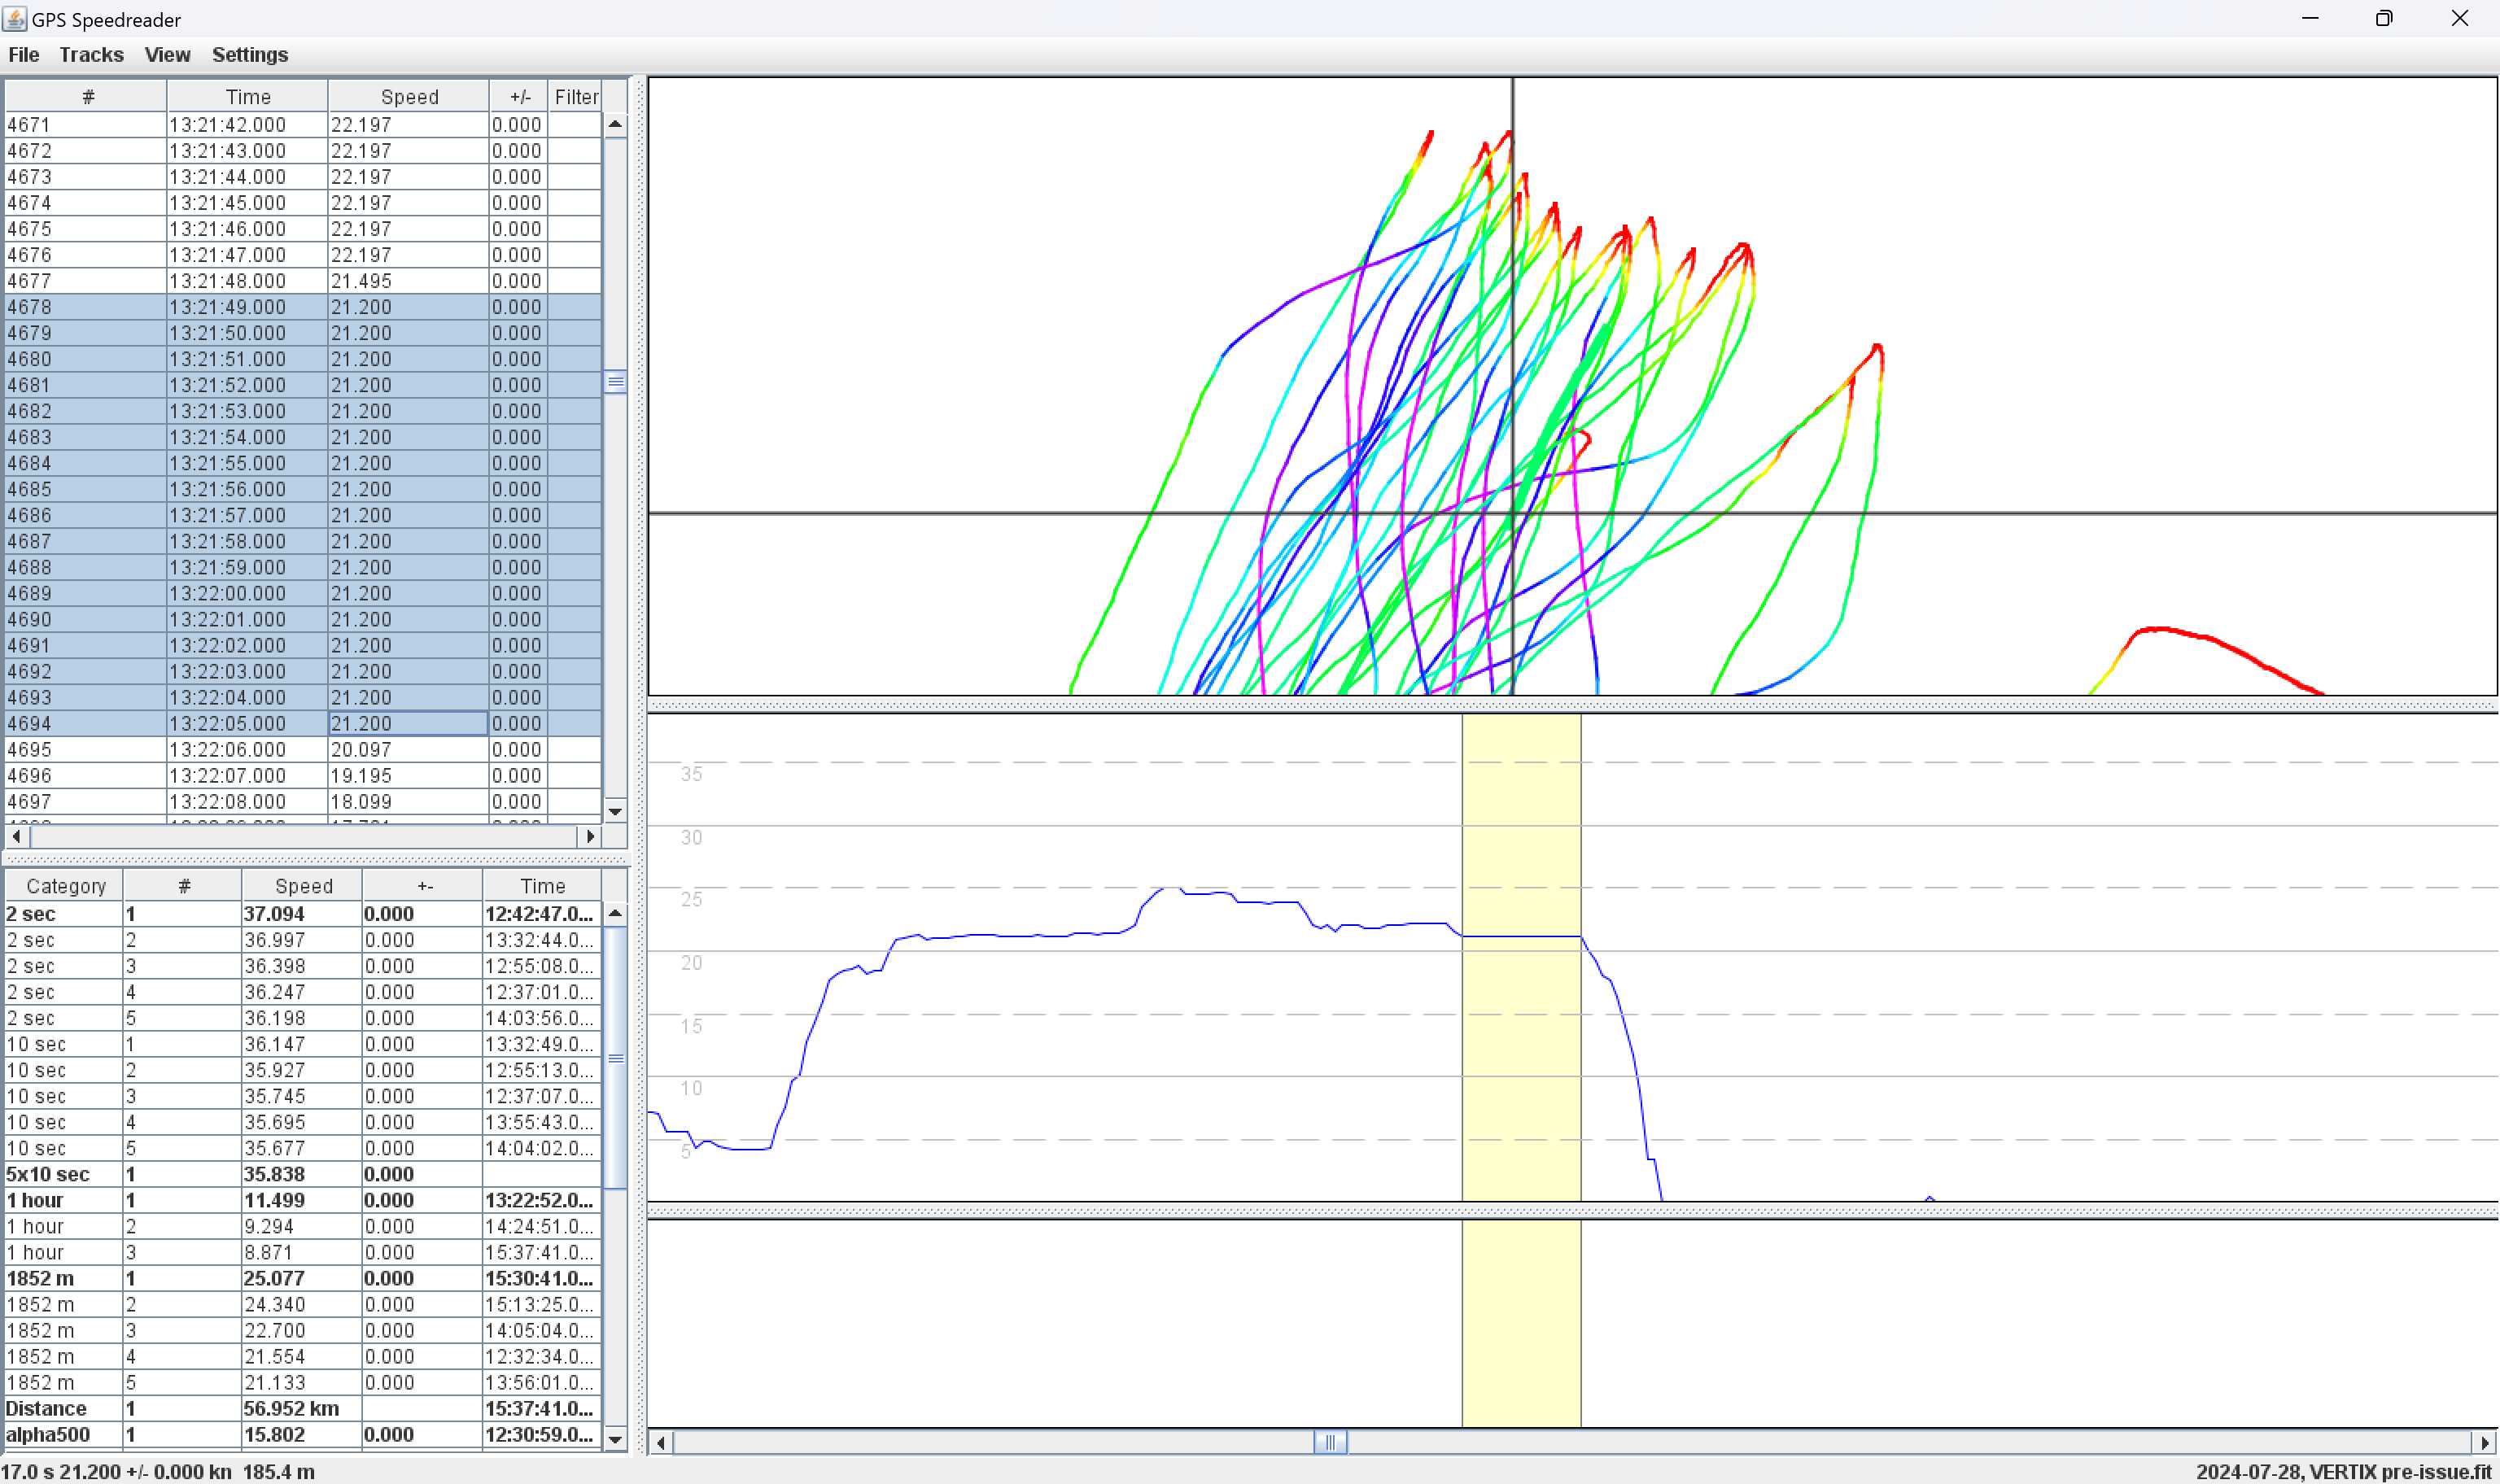 GPS Speedreader
File Tracks View Settings
# Time Speed +/- Filter
4671 13:21:42.000 22.197 0.000
4672 13:21:43.000 22.197 0.000
4673 13:21:44.000 22.197 0.000
4674 13:21:45.000 22.197 0.000
4675 13:21:46.000 22.197 0.000
4676 13:21:47.000 22.197 0.000
4677 13:21:48.000 21.495 0.000
4678 13:21:49.000 21.200 0.000
4679 13:21:50.000 21.200 0.000
4680 13:21:51.000 21.200 0.000
4681 13:21:52.000 21.200 0.000
4682 13:21:53.000 21.200 0.000
4683 13:21:54.000 21.200 0.000
4684 13:21:55.000 21.200 0.000
4685 13:21:56.000 21.200 0.000
4686 13:21:57.000 21.200 0.000
4687 13:21:58.000 21.200 0.000
4688 13:21:59.000 21.200 0.000
4689 13:22:00.000 21.200 0.000
4690 13:22:01.000 21.200 0.000
4691 13:22:02.000 21.200 0.000
4692 13:22:03.000 21.200 0.000
4693 13:22:04.000 21.200 0.000
4694 13:22:05.000 21.200 0.000
4695 13:22:06.000 20.097 0.000
4696 13:22:07.000 19.195 0.000
4697 13:22:08.000 18.099 0.000
Category # Speed +- Time
2 sec 1 37.094 0.000 12:42:47.0...
2 sec 2 36.997 0.000 13:32:44.0...
2 sec 3 36.398 0.000 12:55:08.0...
2 sec 4 36.247 0.000 12:37:01.0...
2 sec 5 36.198 0.000 14:03:56.0...
10 sec 1 36.147 0.000 13:32:49.0...
10 sec 2 35.927 0.000 12:55:13.0...
10 sec 3 35.745 0.000 12:37:07.0...
10 sec 4 35.695 0.000 13:55:43.0...
10 sec 5 35.677 0.000 14:04:02.0...
5x10 sec 1 35.838 0.000
1 hour 1 11.499 0.000 13:22:52.0...
1 hour 2 9.294 0.000 14:24:51.0...
1 hour 3 8.871 0.000 15:37:41.0...
1852 m 1 25.077 0.000 15:30:41.0...
1852 m 2 24.340 0.000 15:13:25.0...
1852 m 3 22.700 0.000 14:05:04.0...
1852 m 4 21.554 0.000 12:32:34.0...
1852 m 5 21.133 0.000 13:56:01.0...
Distance 1 56.952 km 15:37:41.0...
alpha500 1 15.802 0.000 12:30:59.0...
35
30
25
20
15
10
5
17.0 s 21.200 +/- 0.000 kn 185.4 m
2024-07-28, VERTIX pre-issue.fit